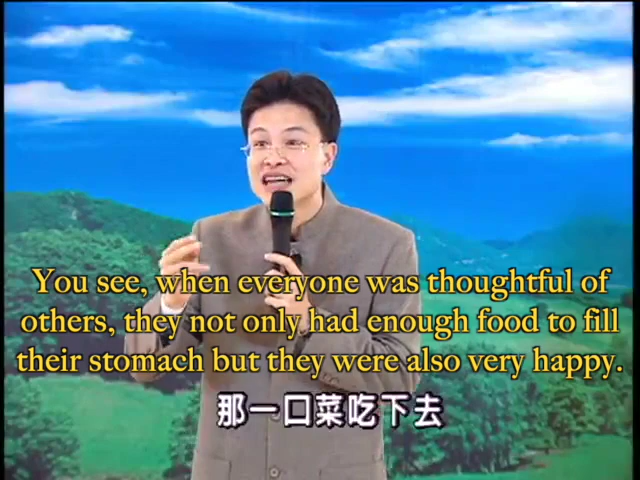 You see, when everyone was thoughtful of
others, they not only had enough food to fill
their stomach but they were also very happy.
那一口菜吃下去